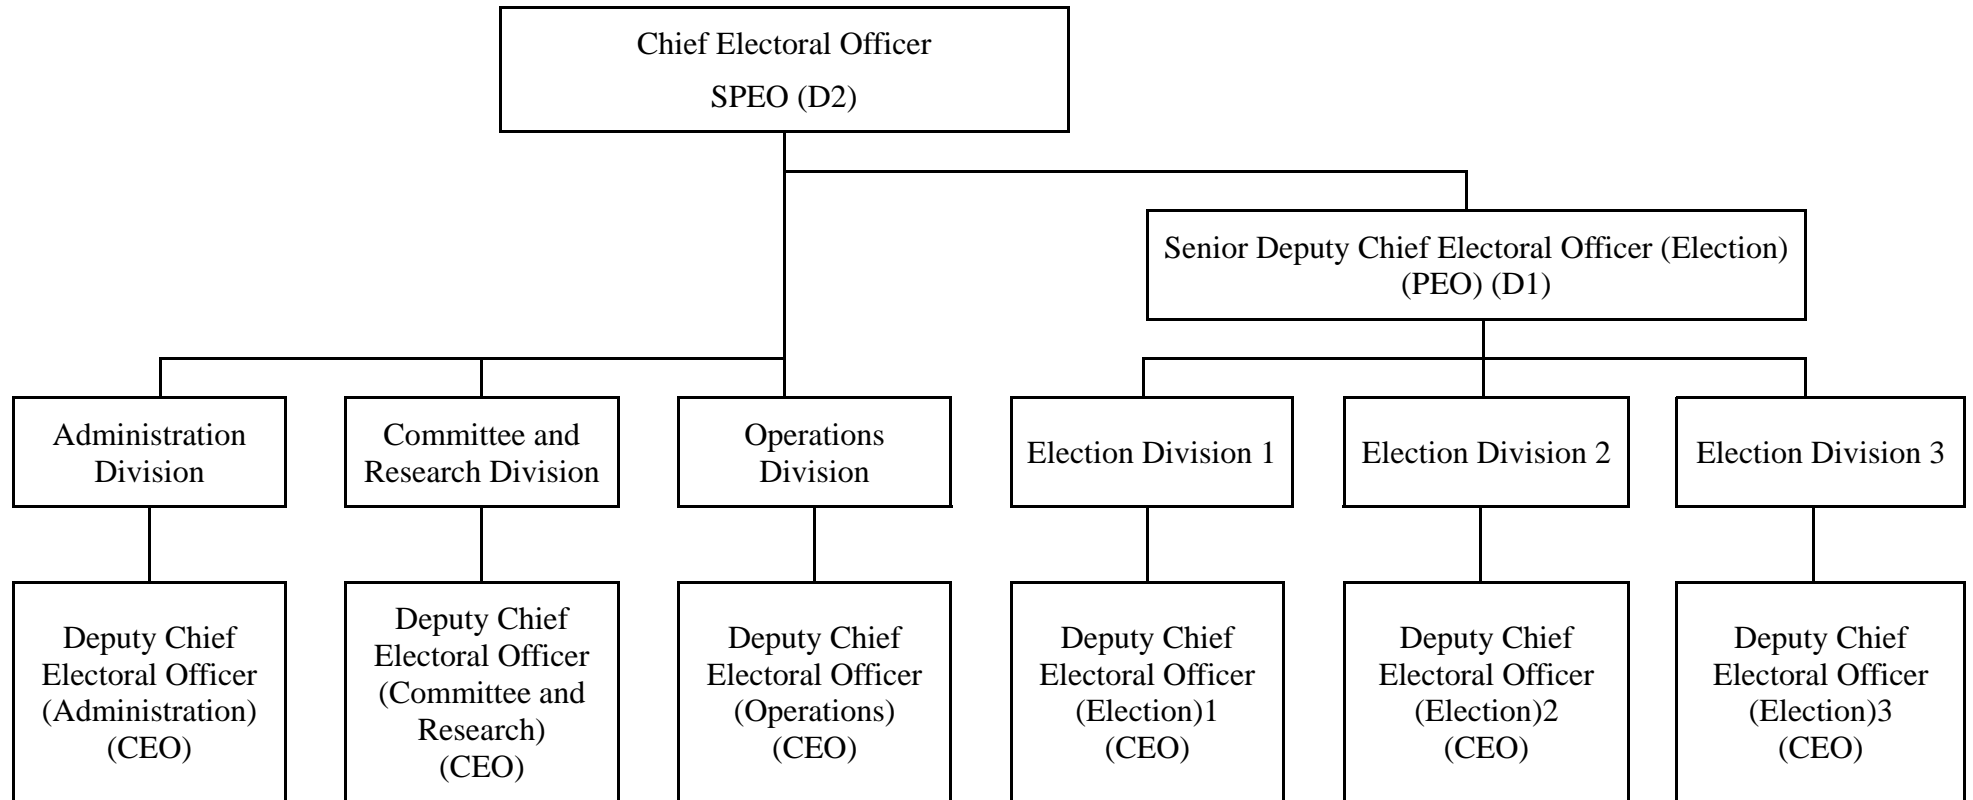 Chief Electoral Officer
SPEO (D2)
Senior Deputy Chief Electoral Officer (Election)
(PEO) (D1)
Administration
Division
Committee and
Research Division
Operations
Division
Election Division 1
Election Division 2
Election Division 3
Deputy Chief
Electoral Officer
(Administration)
(CEO)
Deputy Chief
Electoral Officer
(Committee and
Research)
(CEO)
Deputy Chief
Electoral Officer
(Operations)
(CEO)
Deputy Chief
Electoral Officer
(Election)1
(CEO)
Deputy Chief
Electoral Officer
(Election)2
(CEO)
Deputy Chief
Electoral Officer
(Election)3
(CEO)